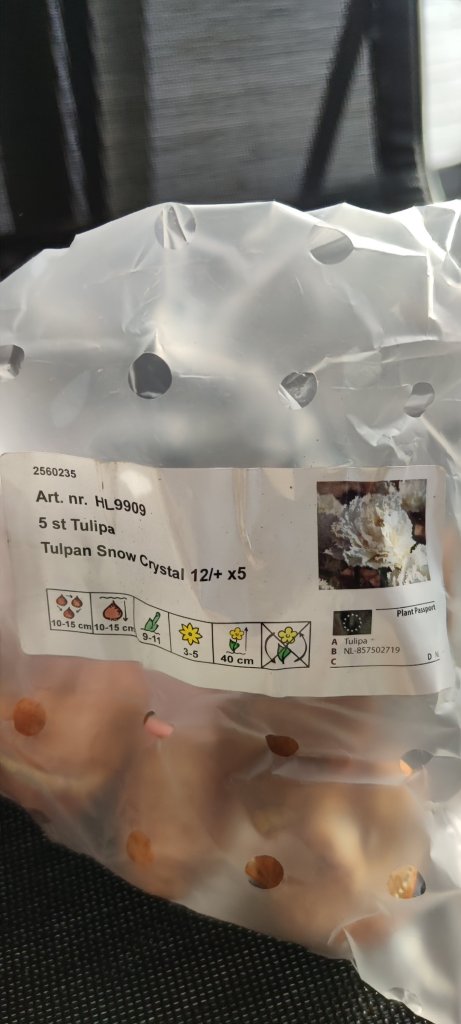 2560235
Art. nr. HL9909
5 st Tulipa
Tulpan Snow Crystal 12/+ x5
10-15 cm 10-15 cm 9-11 3-5 40 cm
Plant Passport
A Tulipa
B NL-857502719
C D